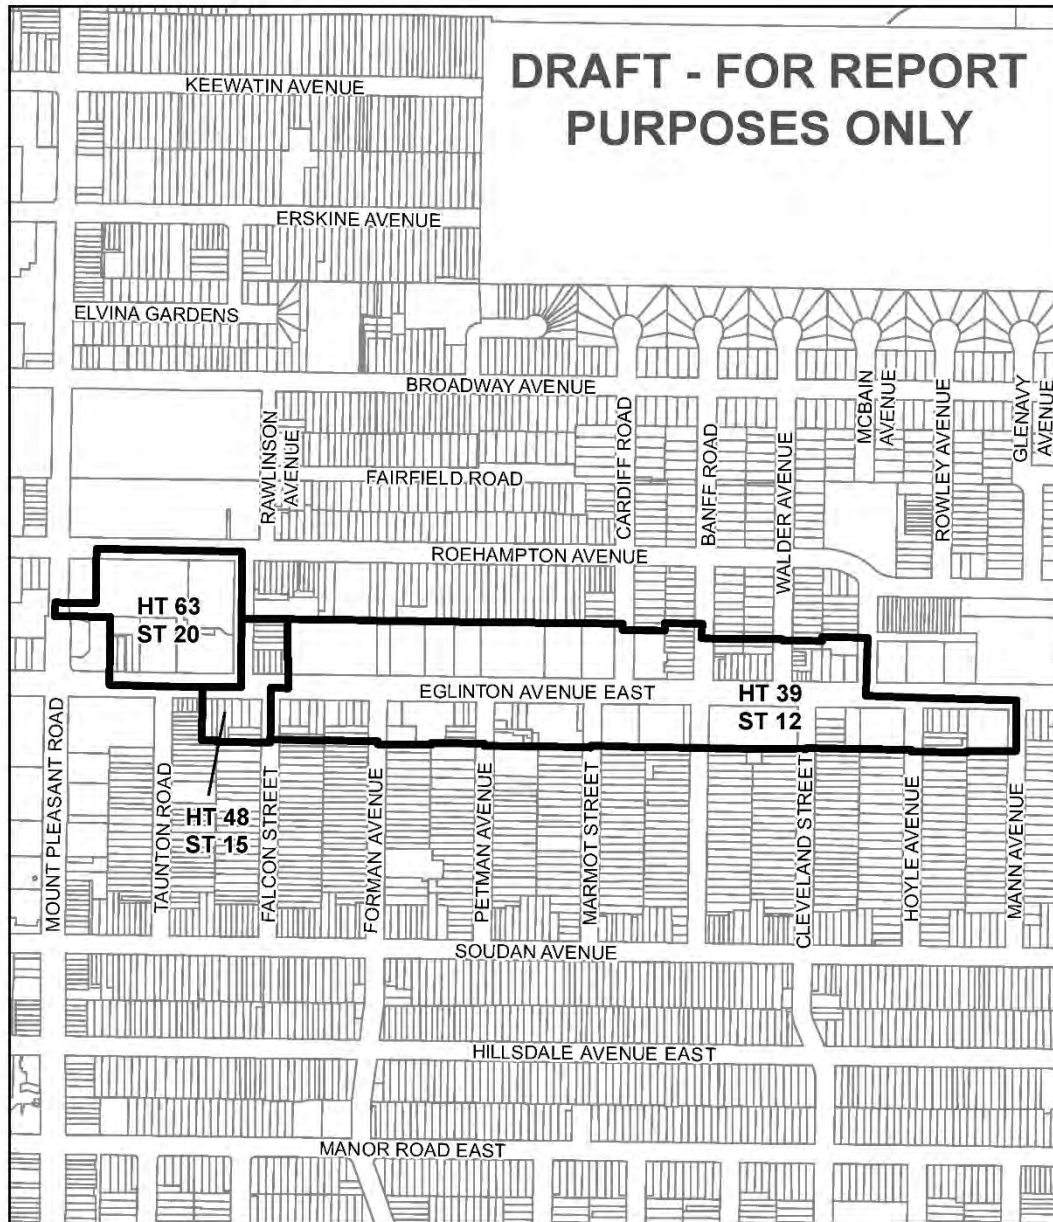 DRAFT - FOR REPORT
PURPOSES ONLY
KEEWATIN AVENUE
ERSKINE AVENUE
ELVINA GARDENS
BROADWAY AVENUE
RAWLINSON
AVENUE
FAIRFIELD ROAD
CARDIFF ROAD
BANFF ROAD
WALDER AVENUE
MCBAIN
AVENUE
ROWLEY AVENUE
GLENAVY
AVENUE
ROEHAMPTON AVENUE
HT 63
ST 20
EGLINTON AVENUE EAST
HT 39
ST 12
HT 48
ST 15
MOUNT PLEASANT ROAD
TAUNTON ROAD
FALCON STREET
FORMAN AVENUE
PETMAN AVENUE
MARMOT STREET
CLEVELAND STREET
HOYLE AVENUE
MANN AVENUE
SOUDAN AVENUE
HILLSDALE AVENUE EAST
MANOR ROAD EAST